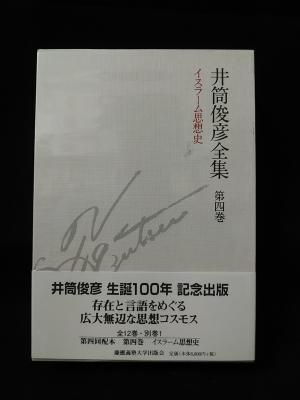 井筒俊彦全集
第四巻
イスラーム思想史
井筒俊彦 生誕100年 記念出版
存在と言語をめぐる
広大無辺な思想コスモス
全12巻・別巻1
第四回配本 第四巻 イスラーム思想史
慶應義塾大学出版会